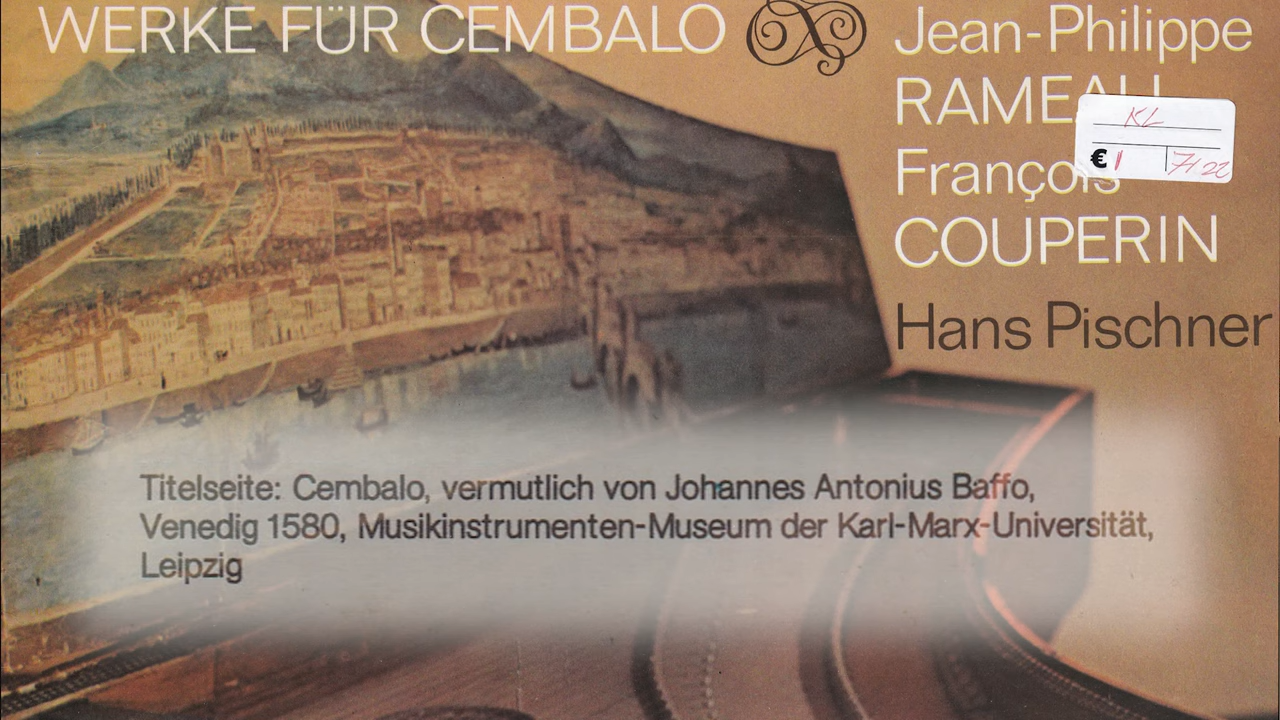 WERKE FÜR CEMBALO
Jean-Philippe
RAMEAU
François
COUPERIN
Hans Pischner
KL
€ 1
7122
Titelseite: Cembalo, vermutlich von Johannes Antonius Baffo,
Venedig 1580, Musikinstrumenten-Museum der Karl-Marx-Universität,
Leipzig